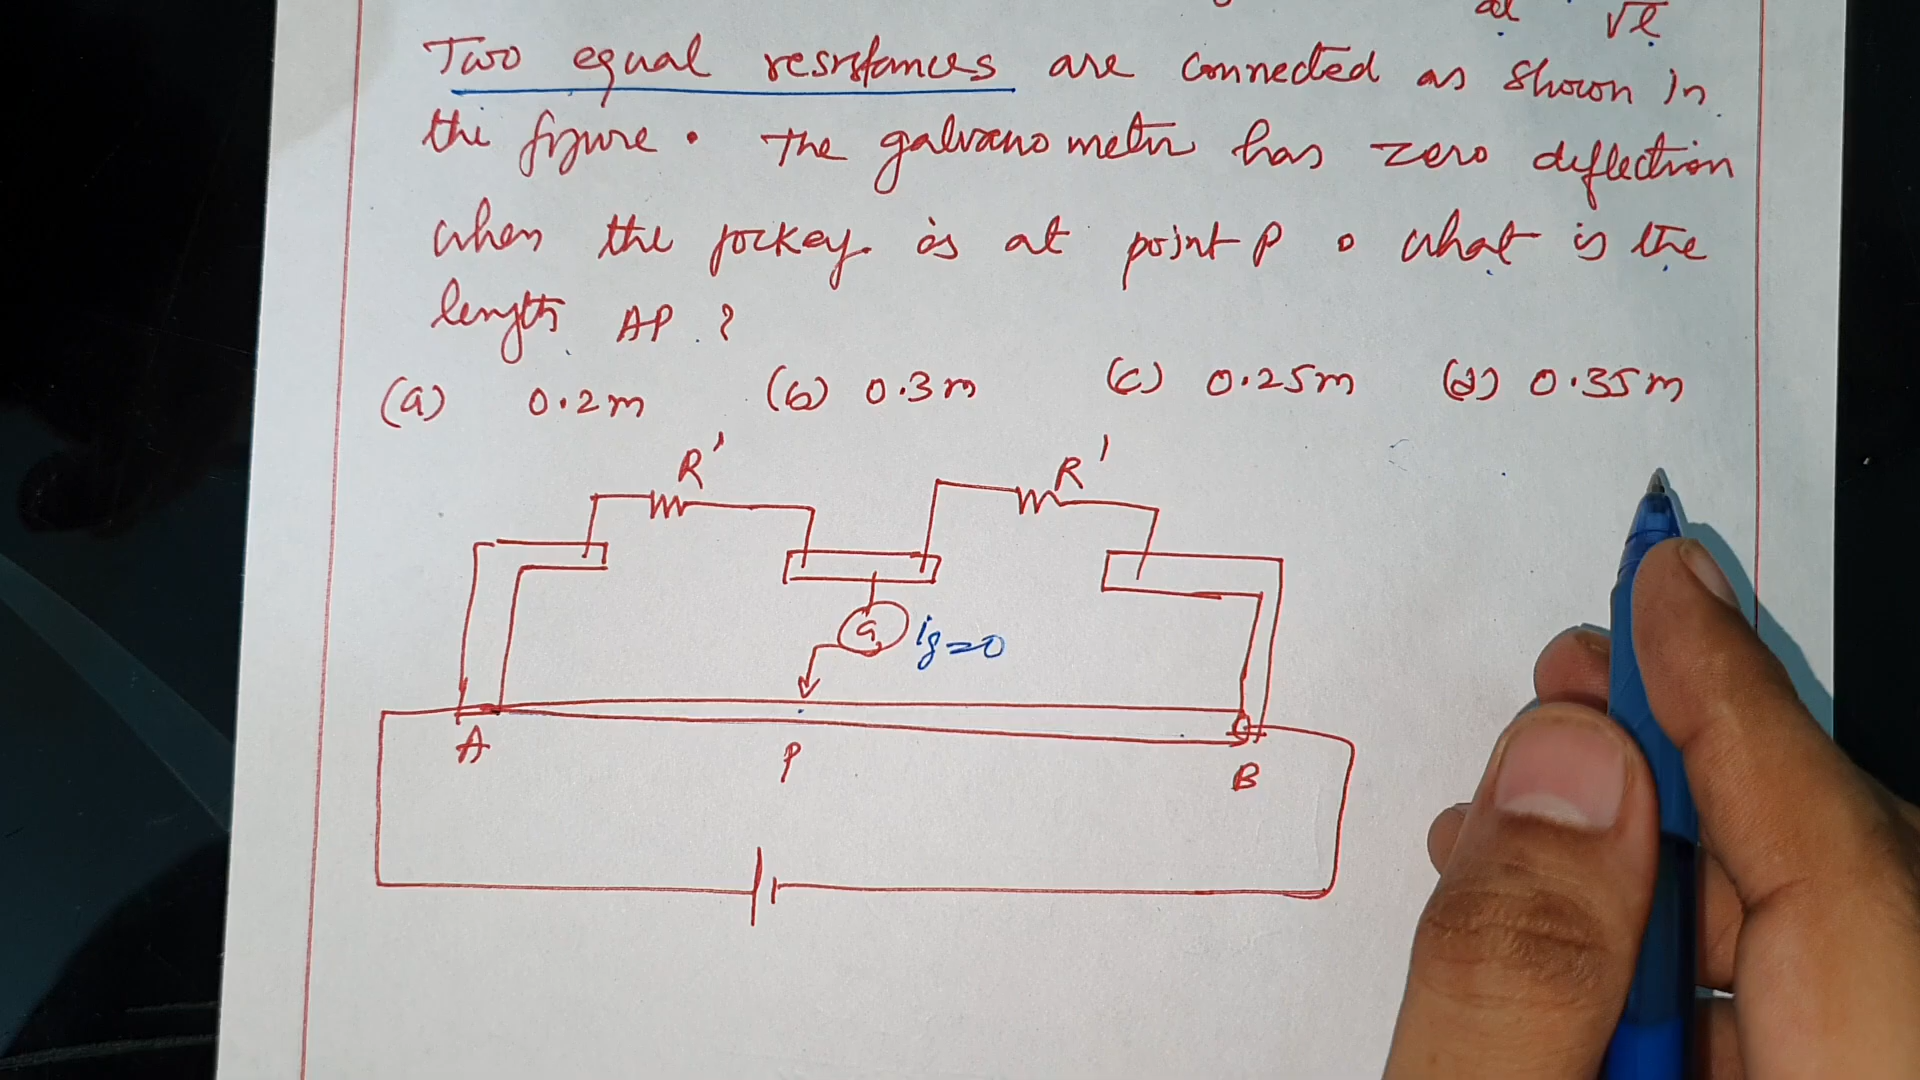 dl √l
Two equal resistances are connected as shown in
the figure. The galvanometer has zero deflection
when the jockey is at point P. What is the
length AP ?
(a) 0.2m (b) 0.3m (c) 0.25m (d) 0.35m
R' R'
G ig=0
A P B